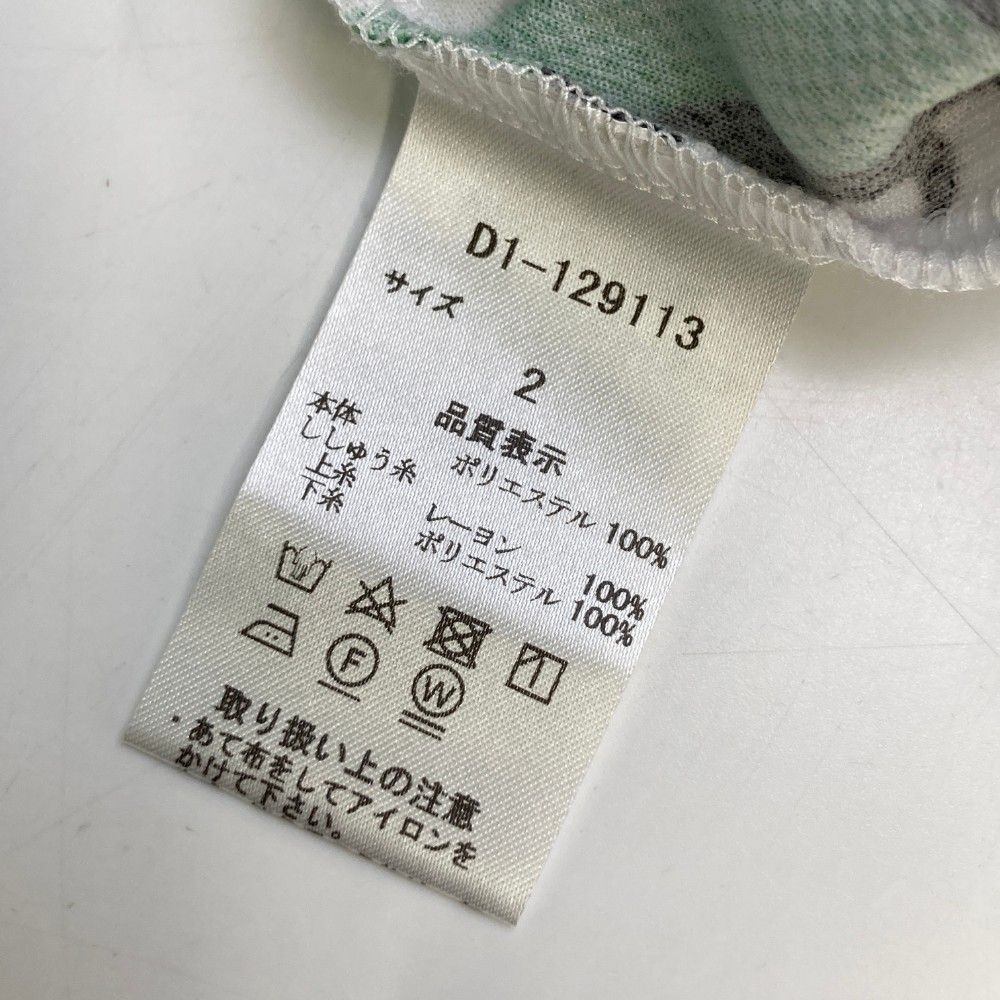 D1-129113
サイズ
2
品質表示
本体 ポリエステル 100%
ししゅう糸
上糸 レーヨン 100%
下糸 ポリエステル 100%
F
W
取り扱い上の注意
.あて布をしてアイロンを
かけて下さい。